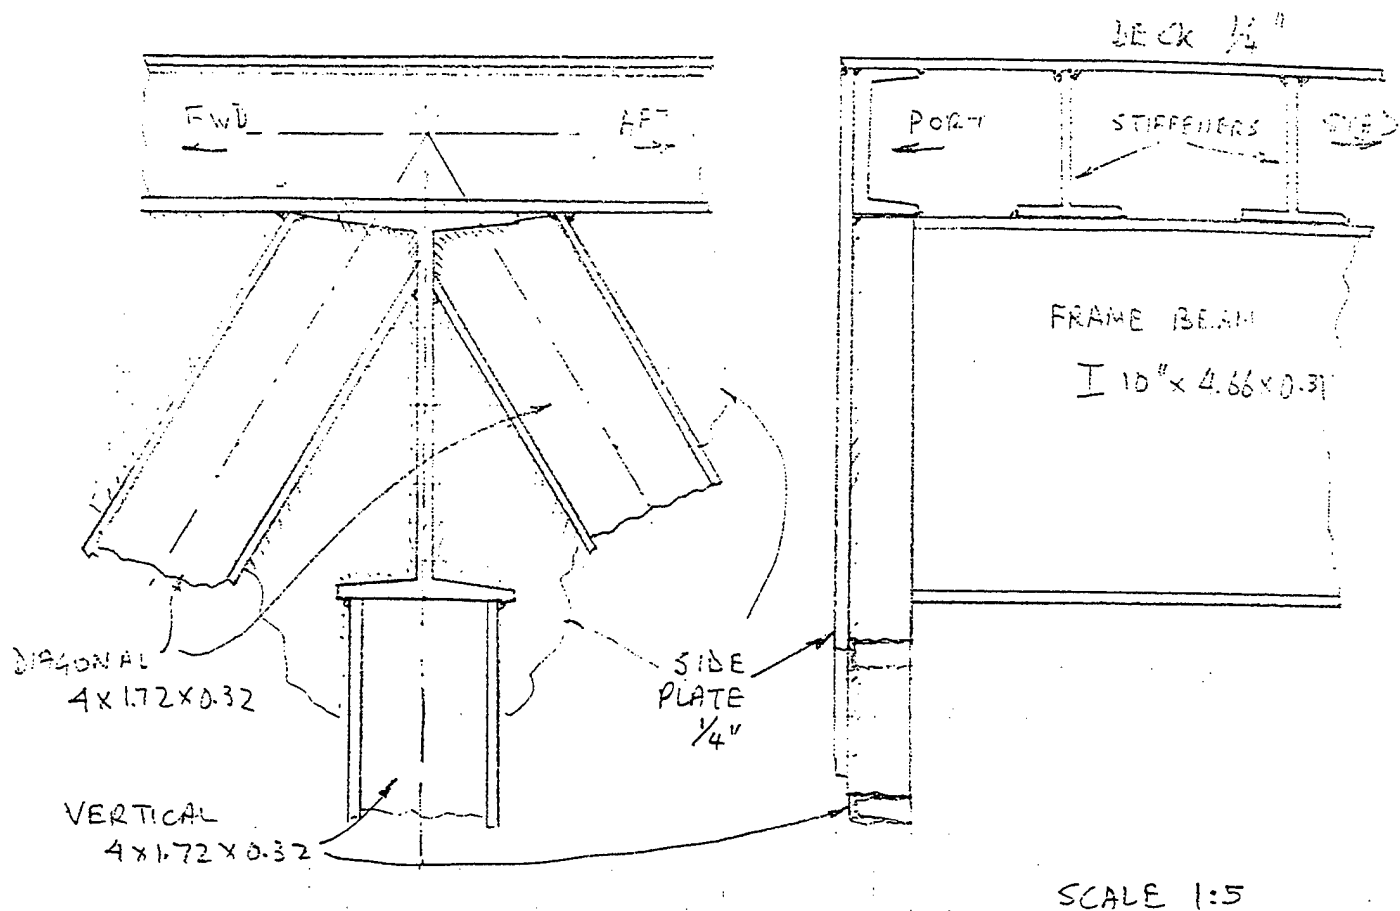 DECK 1/4"
FWD
AFT
PORT
STIFFENERS
STBD
FRAME BEAM
I 10" x 4.66 x 0.31
DIAGONAL
4 x 1.72 x 0.32
SIDE
PLATE
1/4"
VERTICAL
4 x 1.72 x 0.32
SCALE 1:5